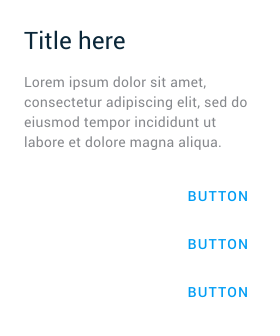 Title here
Lorem ipsum dolor sit amet,
consectetur adipiscing elit, sed do
eiusmod tempor incididunt ut
labore et dolore magna aliqua.
BUTTON
BUTTON
BUTTON